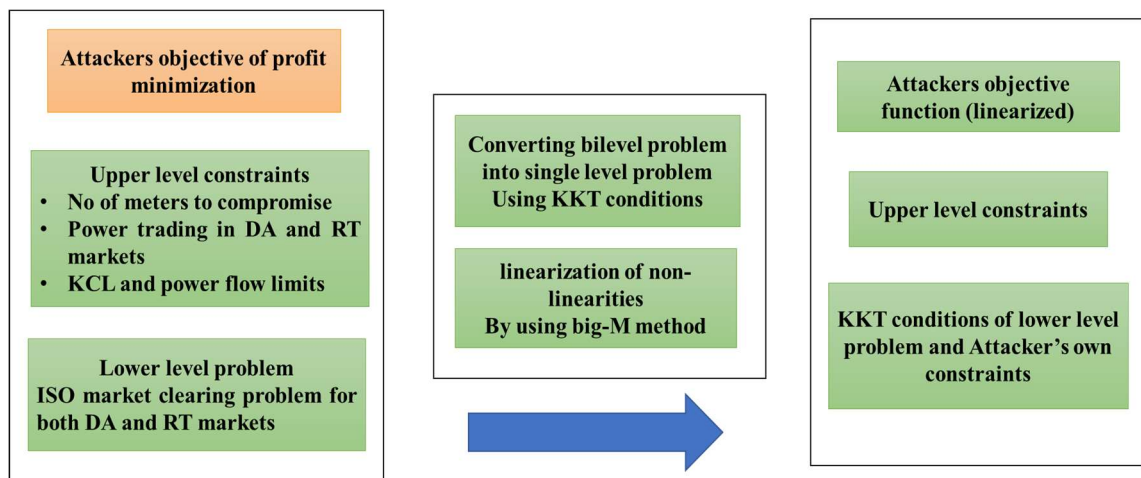 Attackers objective of profit
minimization
Upper level constraints
• No of meters to compromise
• Power trading in DA and RT
markets
• KCL and power flow limits
Lower level problem
ISO market clearing problem for
both DA and RT markets
Converting bilevel problem
into single level problem
Using KKT conditions
linearization of non-
linearities
By using big-M method
Attackers objective
function (linearized)
Upper level constraints
KKT conditions of lower level
problem and Attacker’s own
constraints